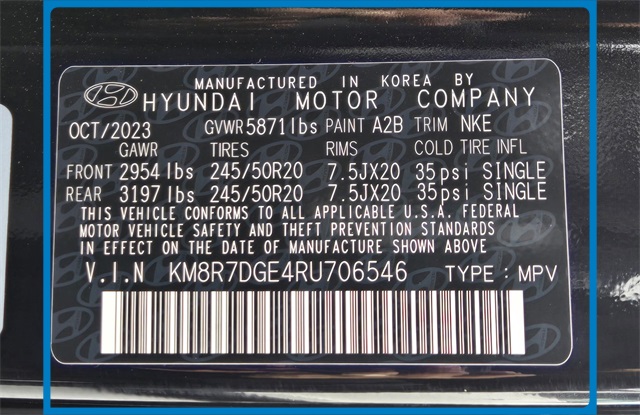 MANUFACTURED IN KOREA BY
HYUNDAI MOTOR COMPANY
OCT/2023 GVWR 5871lbs PAINT A2B TRIM NKE
GAWR TIRES RIMS COLD TIRE INFL
FRONT 2954 lbs 245/50R20 7.5JX20 35psi SINGLE
REAR 3197 lbs 245/50R20 7.5JX20 35psi SINGLE
THIS VEHICLE CONFORMS TO ALL APPLICABLE U.S.A. FEDERAL
MOTOR VEHICLE SAFETY AND THEFT PREVENTION STANDARDS
IN EFFECT ON THE DATE OF MANUFACTURE SHOWN ABOVE
V.I.N KM8R7DGE4RU706546 TYPE : MPV